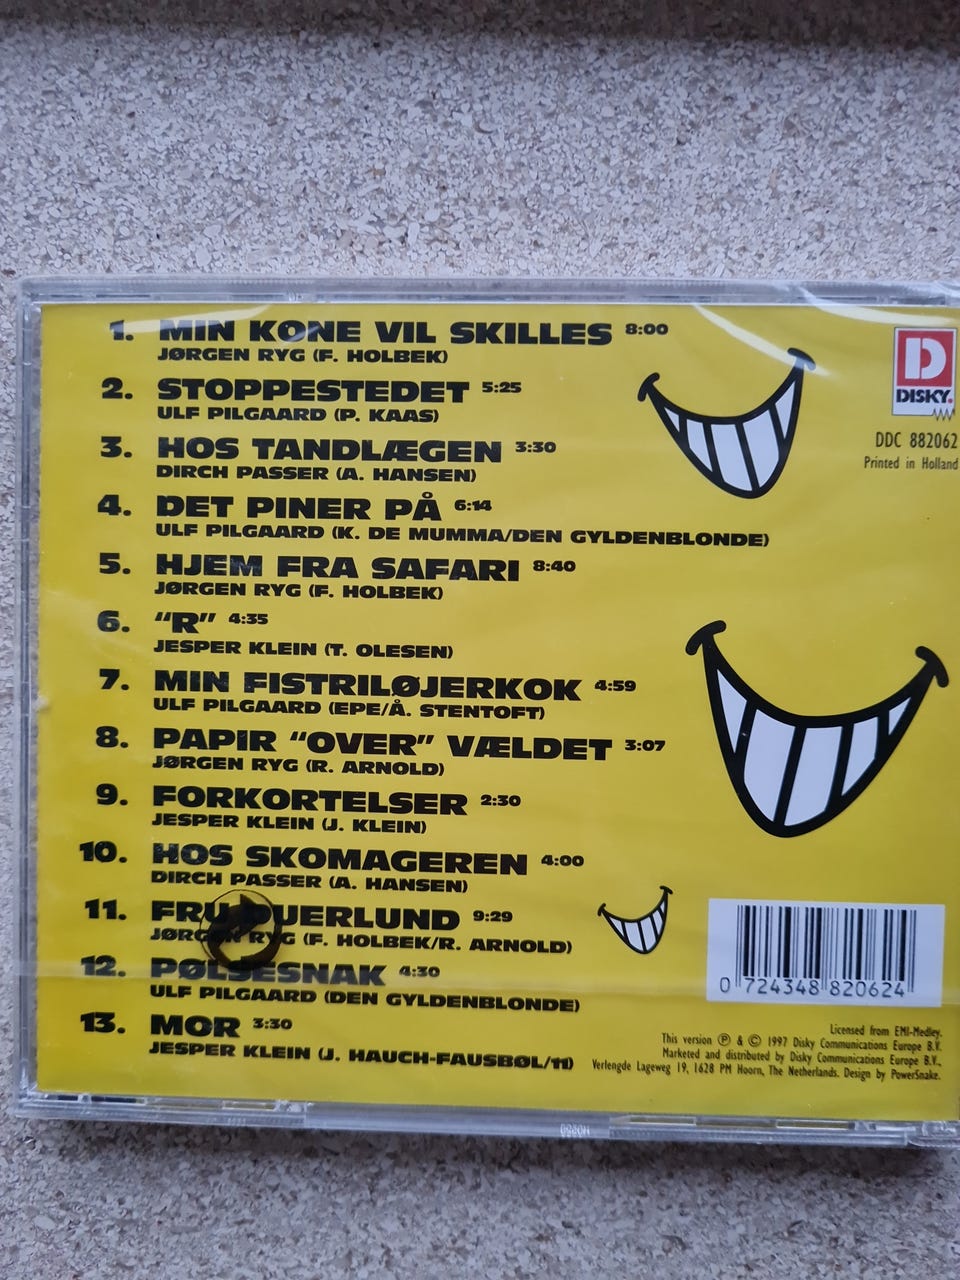 1. MIN KONE VIL SKILLES 8:00
JØRGEN RYG (F. HOLBEK)
2. STOPPESTEDET 5:25
ULF PILGAARD (P. KAAS)
3. HOS TANDLÆGEN 3:30
DIRCH PASSER (A. HANSEN)
4. DET PINER PÅ 6:14
ULF PILGAARD (K. DE MUMMA/DEN GYLDENBLONDE)
5. HJEM FRA SAFARI 8:40
JØRGEN RYG (F. HOLBEK)
6. “R” 4:35
JESPER KLEIN (T. OLESEN)
7. MIN FISTRILØJERKOK 4:59
ULF PILGAARD (EPE/Å. STENTOFT)
8. PAPIR “OVER” VÆLDET 3:07
JØRGEN RYG (R. ARNOLD)
9. FORKORTELSER 2:30
JESPER KLEIN (J. KLEIN)
10. HOS SKOMAGEREN 4:00
DIRCH PASSER (A. HANSEN)
11. FRU DUERLUND 9:29
JØRGEN RYG (F. HOLBEK/R. ARNOLD)
12. PØLSESNAK 4:30
ULF PILGAARD (DEN GYLDENBLONDE)
13. MOR 3:30
JESPER KLEIN (J. HAUCH-FAUSBØL/11)
D
DISKY.
DDC 882062
Printed in Holland
0 724348 820624
Licensed from EMI-Medley.
This version ℗ & © 1997 Disky Communications Europe B.V.
Marketed and distributed by Disky Communications Europe B.V.,
Verlengde Lageweg 19, 1628 PM Hoorn, The Netherlands. Design by PowerSnake.